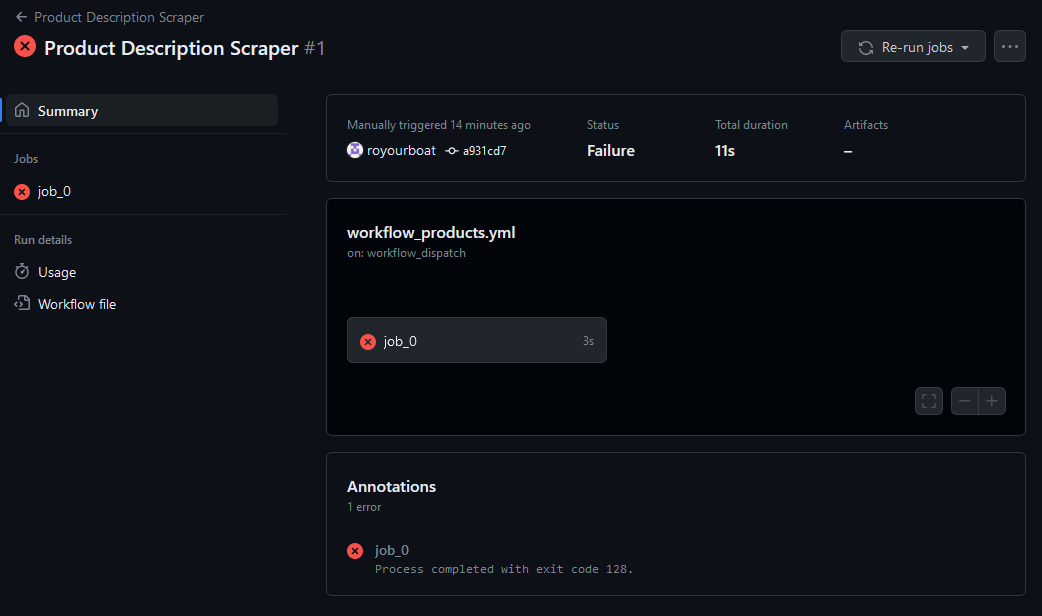 Product Description Scraper
Product Description Scraper #1
Re-run jobs
Summary
Jobs
job_0
Run details
Usage
Workflow file
Manually triggered 14 minutes ago
royourboat a931cd7
Status
Failure
Total duration
11s
Artifacts
–
workflow_products.yml
on: workflow_dispatch
job_0 3s
Annotations
1 error
job_0
Process completed with exit code 128.